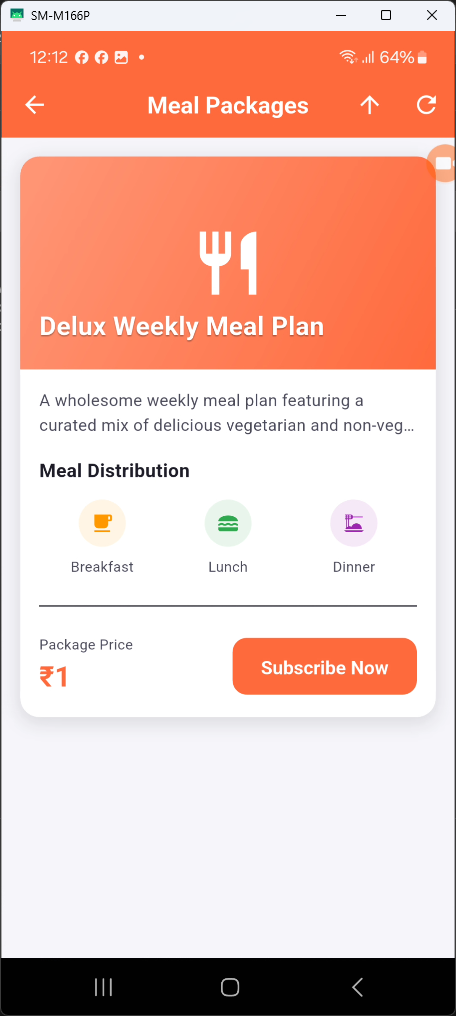 SM-M166P
12:12
64%
Meal Packages
Delux Weekly Meal Plan
A wholesome weekly meal plan featuring a
curated mix of delicious vegetarian and non-veg…
Meal Distribution
Breakfast
Lunch
Dinner
Package Price
₹1
Subscribe Now